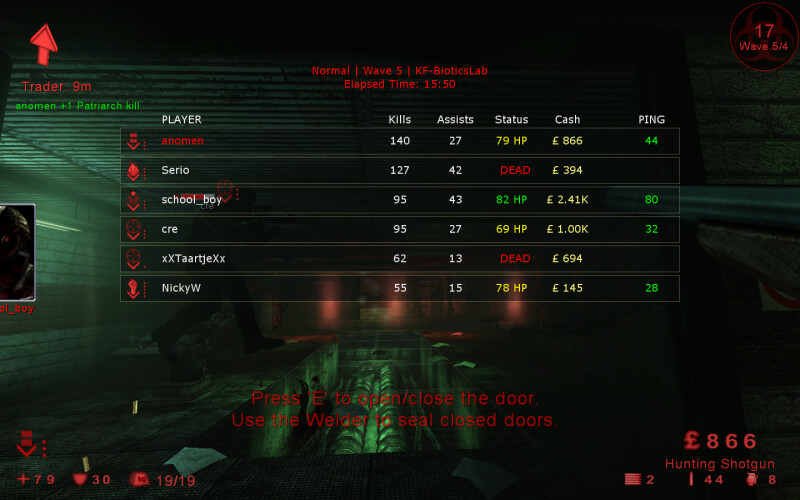 17
Wave 5/4
Normal | Wave 5 | KF-BioticsLab
Elapsed Time: 15:50
Trader: 9m
anomen +1 Patriarch kill
PLAYER Kills Assists Status Cash PING
anomen 140 27 79 HP £ 866 44
Serio 127 42 DEAD £ 394
school_boy 95 43 82 HP £ 2.41K 80
cre
cre 95 27 69 HP £ 1.00K 32
xXTaartjeXx 62 13 DEAD £ 694
NickyW 55 15 78 HP £ 145 28
ol_boy
Press 'E' to open/close the door.
Use the Welder to seal closed doors.
£866
Hunting Shotgun
79 30 19/19 2 44 8